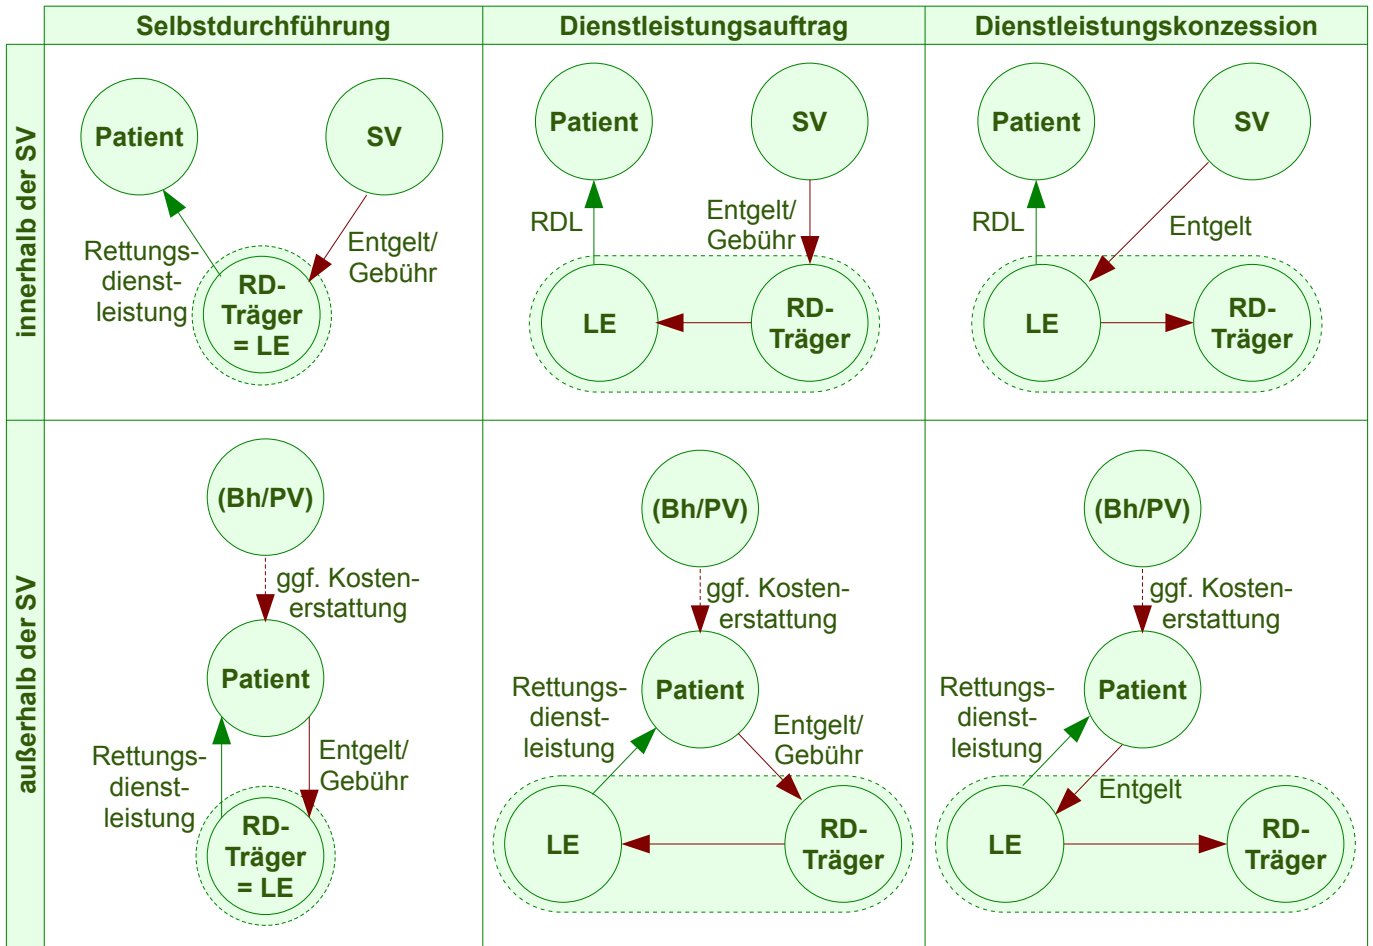 Selbstdurchführung
Dienstleistungsauftrag
Dienstleistungskonzession
innerhalb der SV
Patient
SV
Rettungs-
dienst-
leistung
Entgelt/
Gebühr
RD-
Träger
= LE
Patient
SV
RDL
Entgelt/
Gebühr
LE
RD-
Träger
Patient
SV
RDL
Entgelt
LE
RD-
Träger
außerhalb der SV
(Bh/PV)
ggf. Kosten-
erstattung
Patient
Rettungs-
dienst-
leistung
Entgelt/
Gebühr
RD-
Träger
= LE
(Bh/PV)
ggf. Kosten-
erstattung
Rettungs-
dienst-
leistung
Patient
Entgelt/
Gebühr
LE
RD-
Träger
(Bh/PV)
ggf. Kosten-
erstattung
Rettungs-
dienst-
leistung
Patient
Entgelt
LE
RD-
Träger